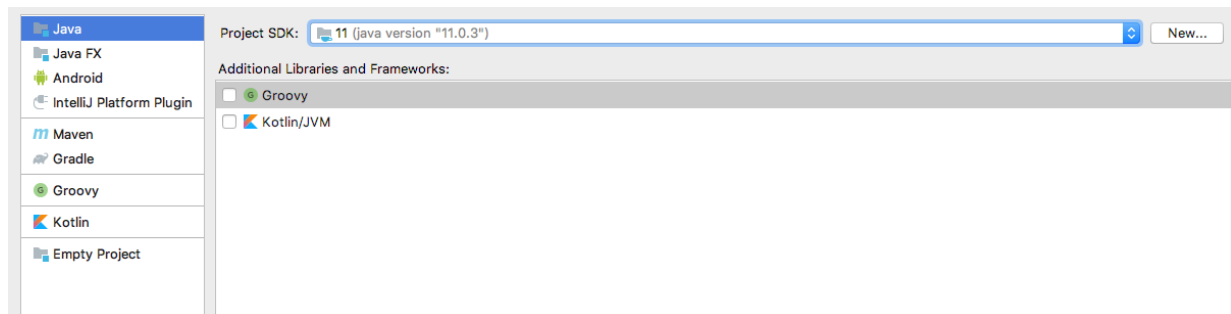 Java
Java FX
Android
IntelliJ Platform Plugin
Maven
Gradle
Groovy
Kotlin
Empty Project
Project SDK: 11 (java version "11.0.3") New...
Additional Libraries and Frameworks:
Groovy
Kotlin/JVM